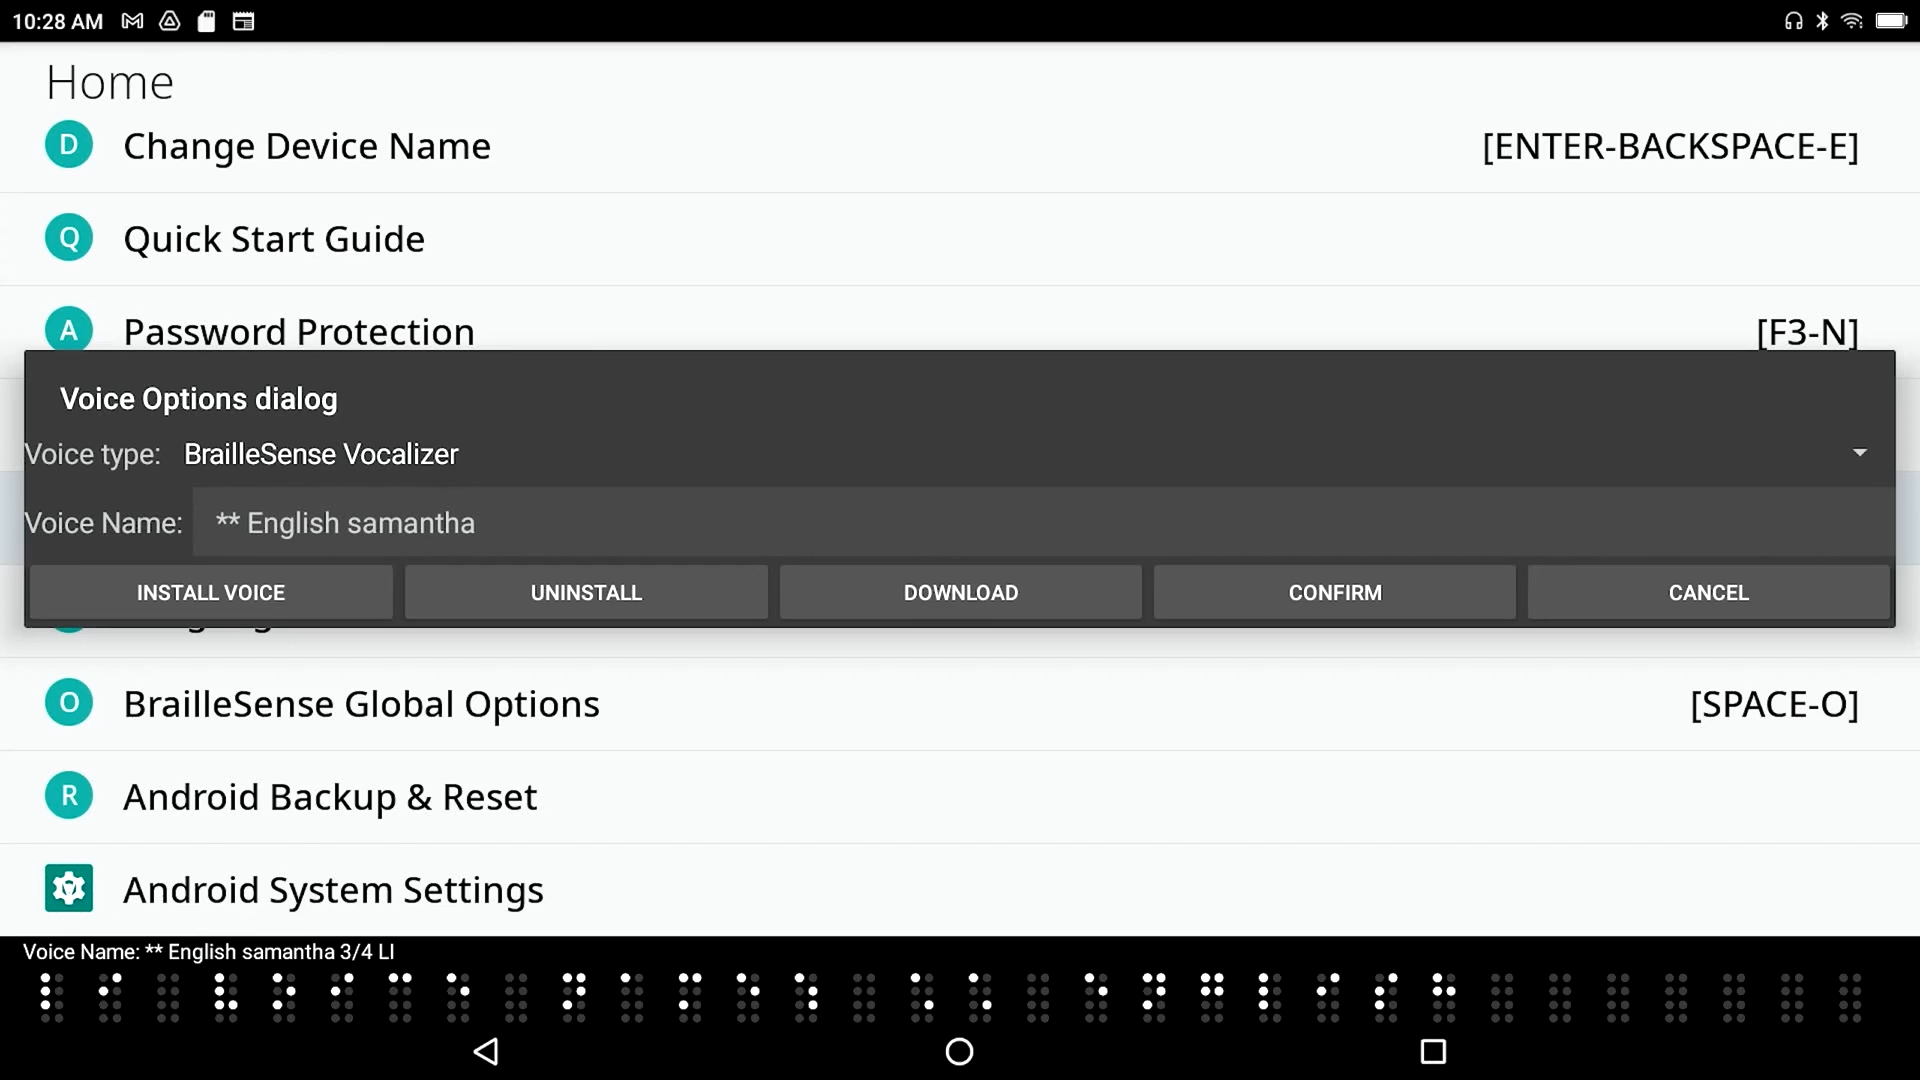 10:28 AM
Home
D Change Device Name [ENTER-BACKSPACE-E]
Q Quick Start Guide
A Password Protection [F3-N]
Voice Options dialog
Voice type: BrailleSense Vocalizer
Voice Name: ** English samantha
INSTALL VOICE UNINSTALL DOWNLOAD CONFIRM CANCEL
O BrailleSense Global Options [SPACE-O]
R Android Backup & Reset
Android System Settings
Voice Name: ** English samantha 3/4 LI